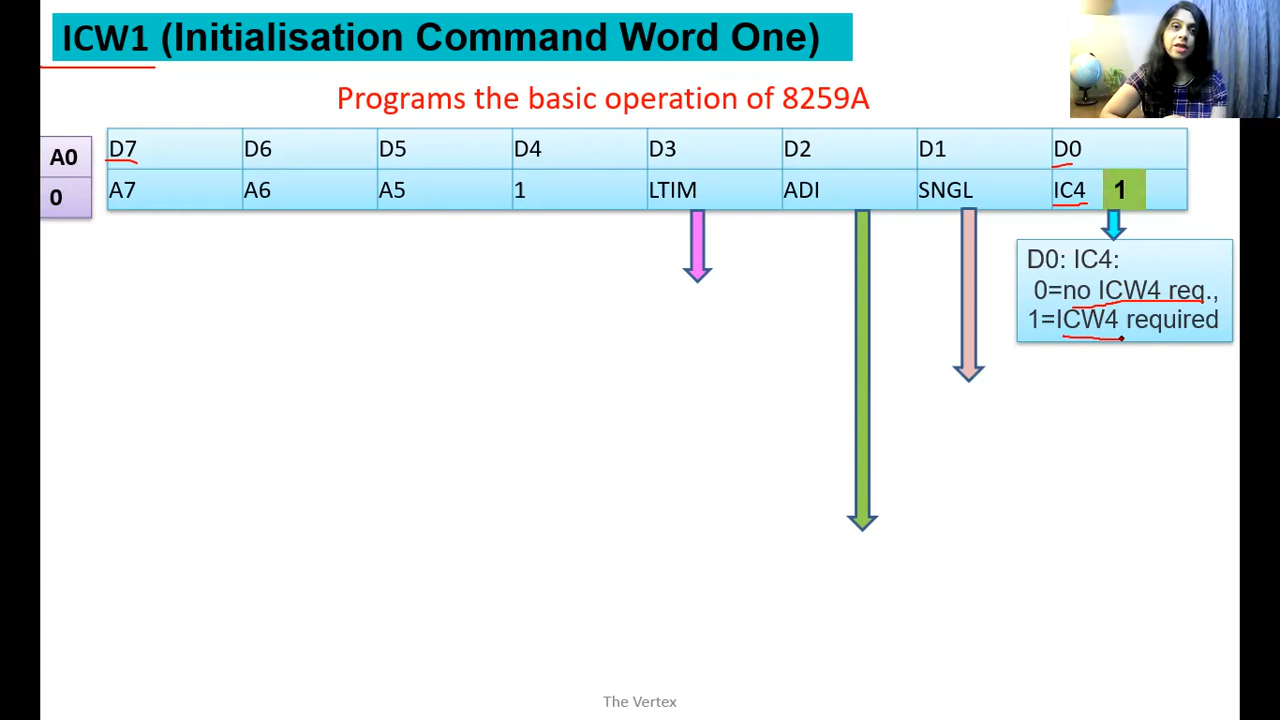 ICW1 (Initialisation Command Word One)
Programs the basic operation of 8259A
A0 D7 D6 D5 D4 D3 D2 D1 D0
0 A7 A6 A5 1 LTIM ADI SNGL IC4 1
D0: IC4:
0=no ICW4 req.,
1=ICW4 required
The Vertex